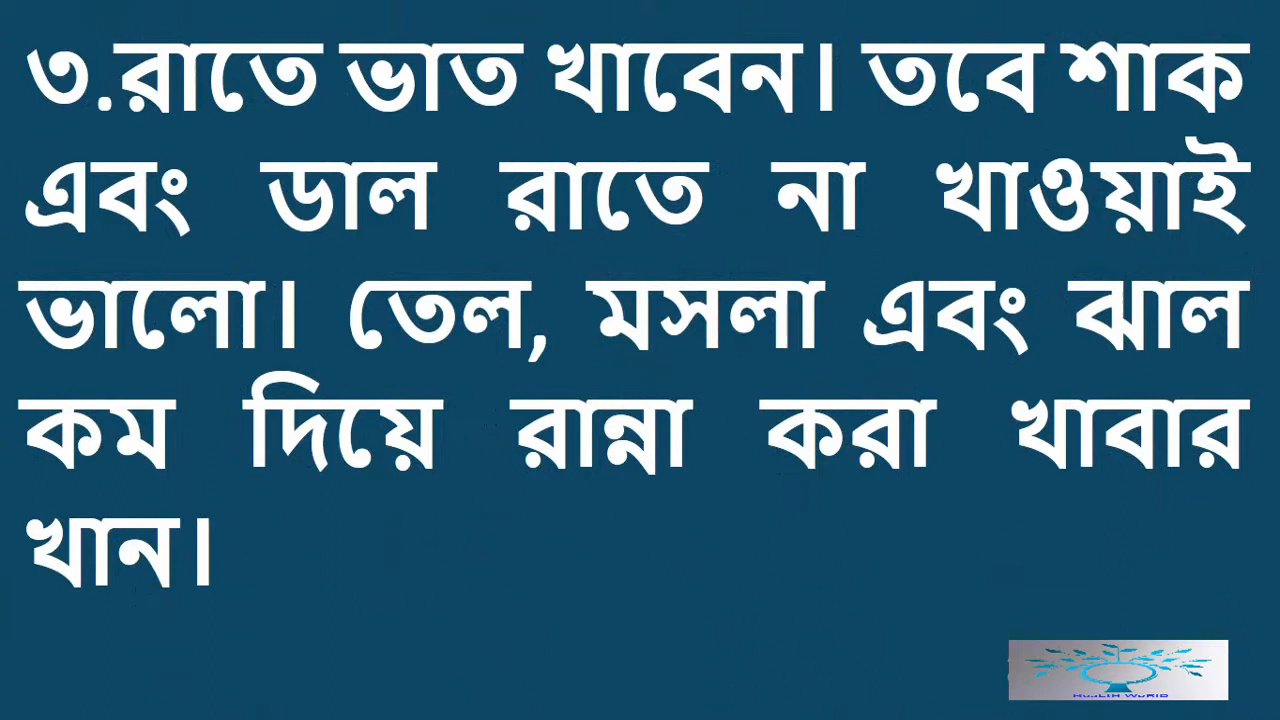 ৩.রাতে ভাত খাবেন। তবে শাক
এবং ডাল রাতে না খাওয়াই
ভালো। তেল, মসলা এবং ঝাল
কম দিয়ে রান্না করা খাবার
খান।